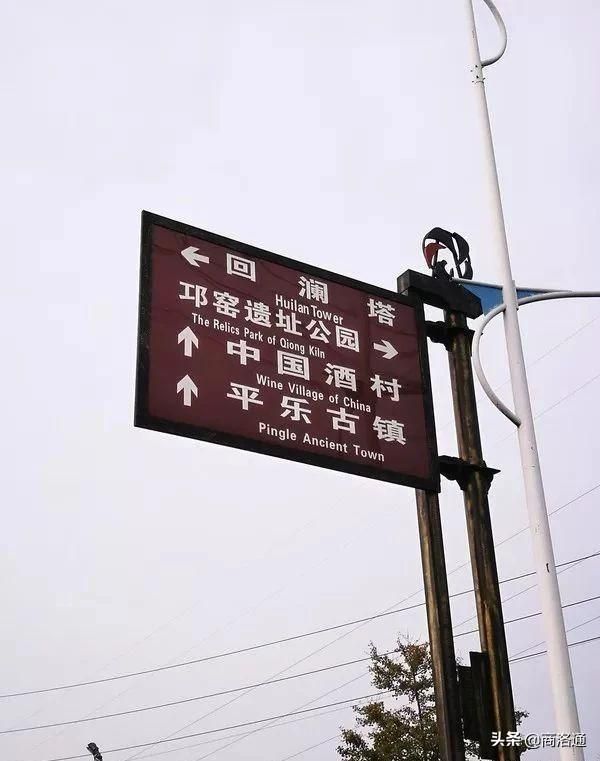 ← 回澜塔
Huilan Tower
邛窑遗址公园 →
The Relics Park of Qiong Kiln
↑ 中国酒村
Wine Village of China
↑ 平乐古镇
Pingle Ancient Town
头条 @商洛通